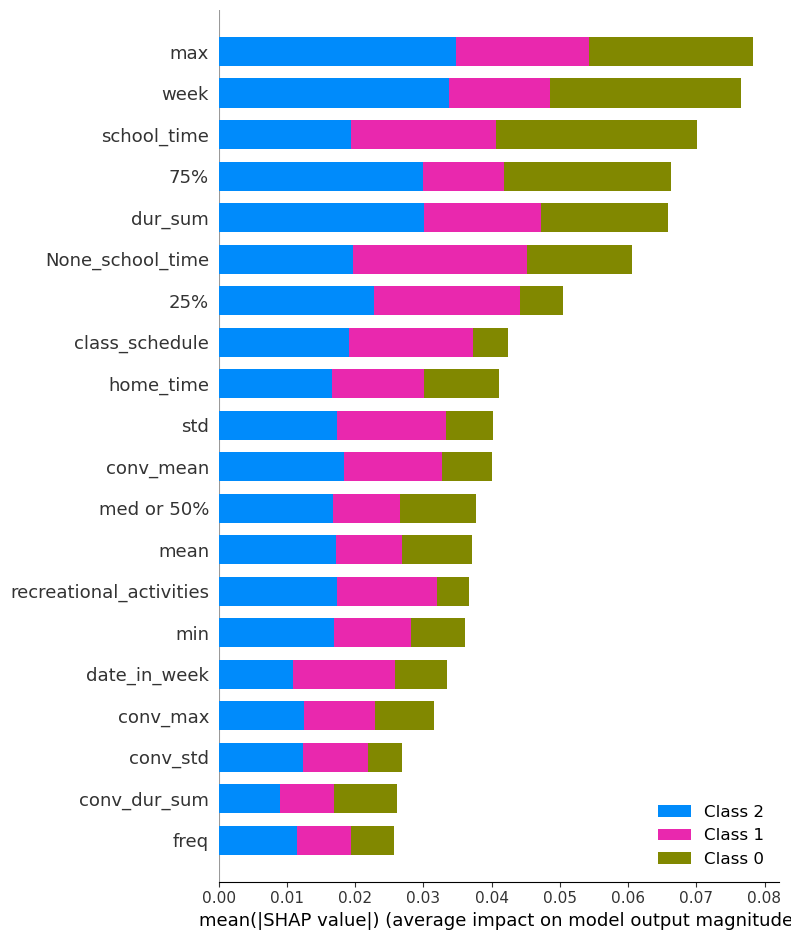 max
week
school_time
75%
dur_sum
None_school_time
25%
class_schedule
home_time
std
conv_mean
med or 50%
mean
recreational_activities
min
date_in_week
conv_max
conv_std
conv_dur_sum
freq
Class 2
Class 1
Class 0
0.00 0.01 0.02 0.03 0.04 0.05 0.06 0.07 0.08
mean(|SHAP value|) (average impact on model output magnitude